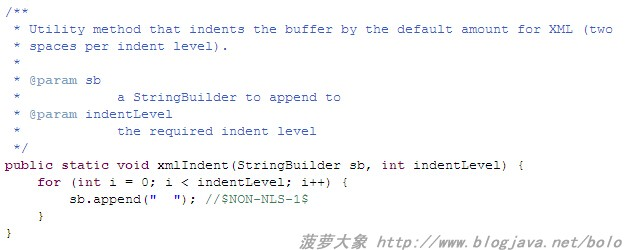 /**
 * Utility method that indents the buffer by the default amount for XML (two
 * spaces per indent level).
 *
 * @param sb
 *            a StringBuilder to append to
 * @param indentLevel
 *            the required indent level
 */
public static void xmlIndent(StringBuilder sb, int indentLevel) {
    for (int i = 0; i < indentLevel; i++) {
        sb.append("  "); //$NON-NLS-1$
    }
}
菠萝大象 http://www.blogjava.net/bolo